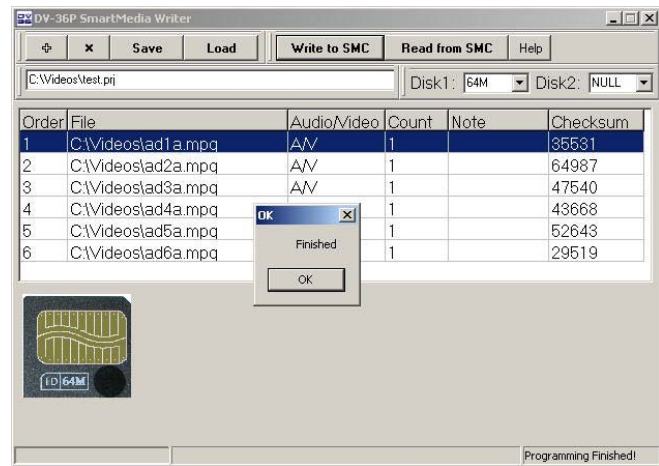 DV-36P SmartMedia Writer
Save Load Write to SMC Read from SMC Help
C:\Videos\test.prj Disk1: 64M Disk2: NULL
Order File Audio/Video Count Note Checksum
1 C:\Videos\ad1a.mpg A/V 1 35531
2 C:\Videos\ad2a.mpg A/V 1 64987
3 C:\Videos\ad3a.mpg A/V 1 47540
4 C:\Videos\ad4a.mpg 1 43668
5 C:\Videos\ad5a.mpg 1 52643
6 C:\Videos\ad6a.mpg 1 29519
OK
Finished
OK
ID 64M
Programming Finished!